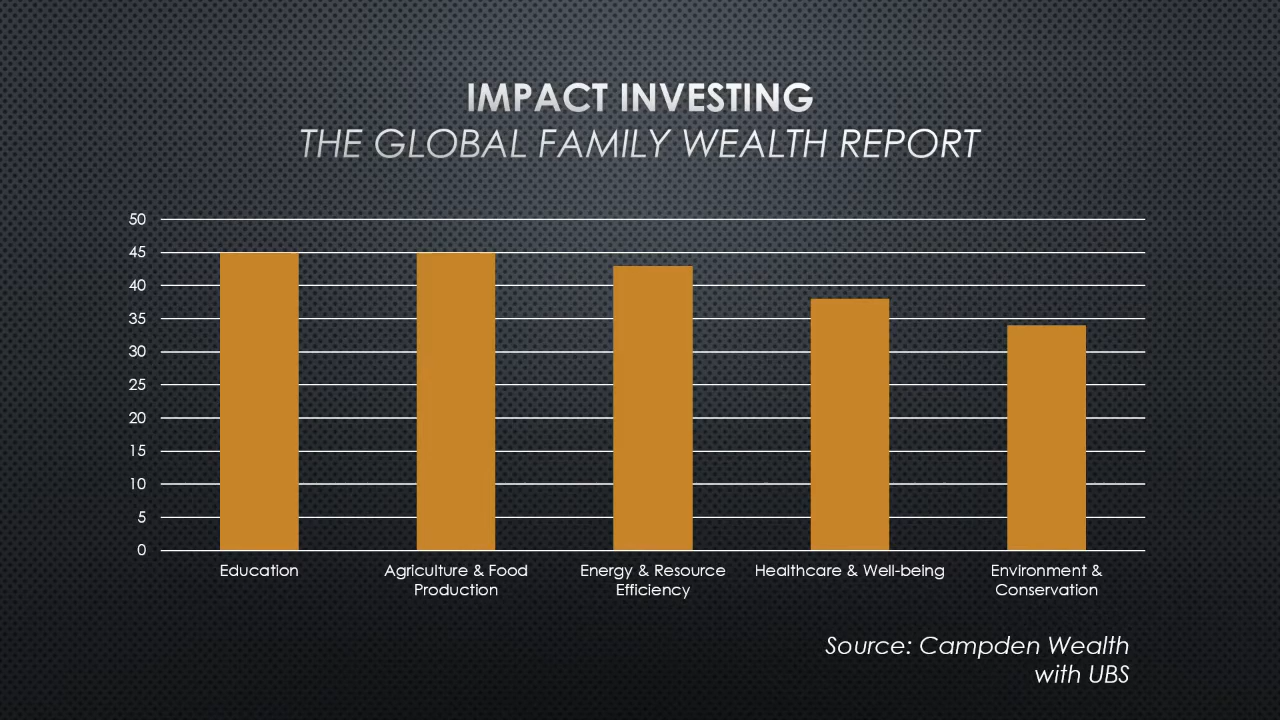 IMPACT INVESTING
THE GLOBAL FAMILY WEALTH REPORT
50
45
40
35
30
25
20
15
10
5
0
Education
Agriculture & Food
Production
Energy & Resource
Efficiency
Healthcare & Well-being
Environment &
Conservation
Source: Campden Wealth
with UBS